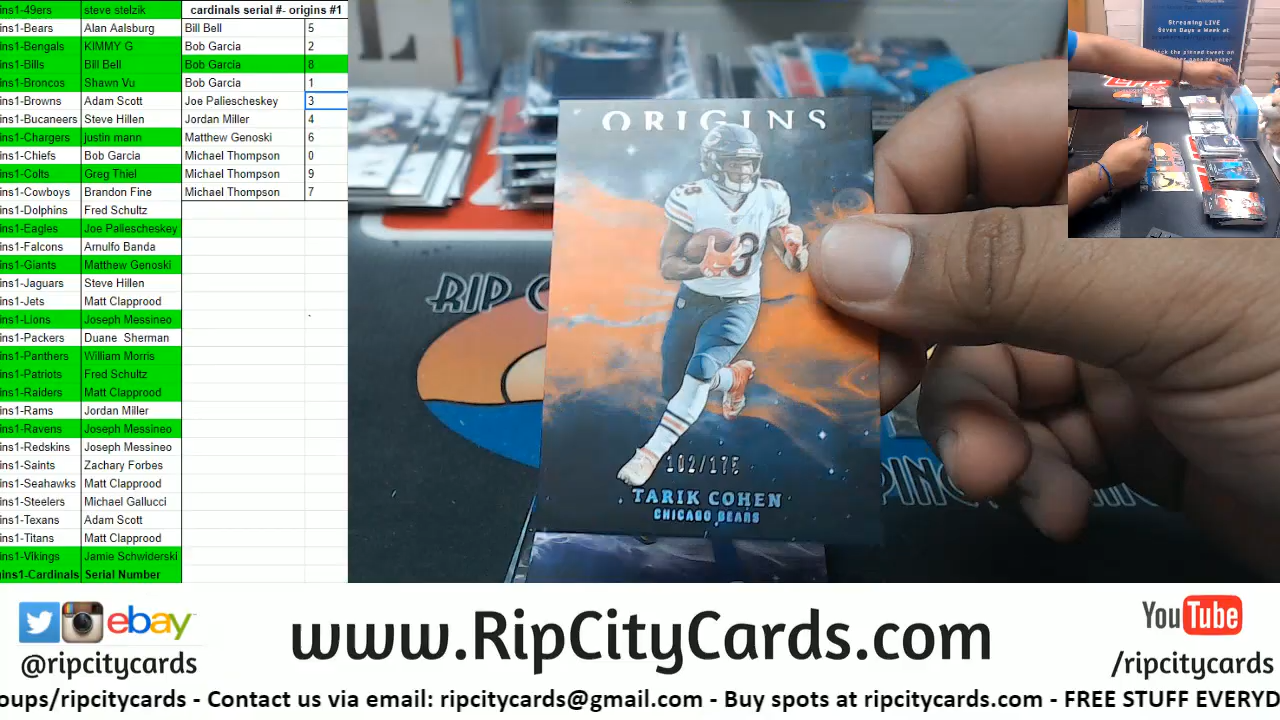 ins1-49ers steve stelzik cardinals serial #- origins #1
ins1-Bears Alan Aalsburg Bill Bell 5
ins1-Bengals KIMMY G Bob Garcia 2
ins1-Bills Bill Bell Bob Garcia 8
ins1-Broncos Shawn Vu Bob Garcia 1
ins1-Browns Adam Scott Joe Paliescheskey 3
ins1-Bucaneers Steve Hillen Jordan Miller 4
ins1-Chargers justin mann Matthew Genoski 6
ins1-Chiefs Bob Garcia Michael Thompson 0
ins1-Colts Greg Thiel Michael Thompson 9
ins1-Cowboys Brandon Fine Michael Thompson 7
ins1-Dolphins Fred Schultz
ins1-Eagles Joe Paliescheskey
ins1-Falcons Arnulfo Banda
ins1-Giants Matthew Genoski
ins1-Jaguars Steve Hillen
ins1-Jets Matt Clapprood
ins1-Lions Joseph Messineo
ins1-Packers Duane Sherman
ins1-Panthers William Morris
ins1-Patriots Fred Schultz
ins1-Raiders Matt Clapprood
ins1-Rams Jordan Miller
ins1-Ravens Joseph Messineo
ins1-Redskins Joseph Messineo
ins1-Saints Zachary Forbes
ins1-Seahawks Matt Clapprood
ins1-Steelers Michael Gallucci
ins1-Texans Adam Scott
ins1-Titans Matt Clapprood
ins1-Vikings Jamie Schwiderski
gins1-Cardinals Serial Number
ORIGINS
102/175
TARIK COHEN
CHICAGO BEARS
RIP C
Streaming LIVE
Seven Days a Week at
ebay
@ripcitycards
www.RipCityCards.com
YouTube
/ripcitycards
oups/ripcitycards - Contact us via email: ripcitycards@gmail.com - Buy spots at ripcitycards.com - FREE STUFF EVERYD